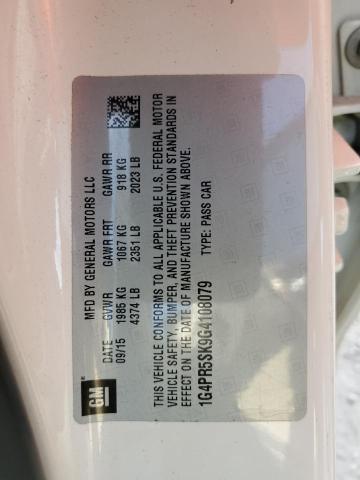 GM ®
MFD BY GENERAL MOTORS LLC
DATE GVWR GAWR FRT GAWR RR
09/15 1985 KG 1067 KG 918 KG
4374 LB 2351 LB 2023 LB
THIS VEHICLE CONFORMS TO ALL APPLICABLE U.S. FEDERAL MOTOR
VEHICLE SAFETY, BUMPER, AND THEFT PREVENTION STANDARDS IN
EFFECT ON THE DATE OF MANUFACTURE SHOWN ABOVE.
1G4PR5SK9G4108079 TYPE: PASS CAR